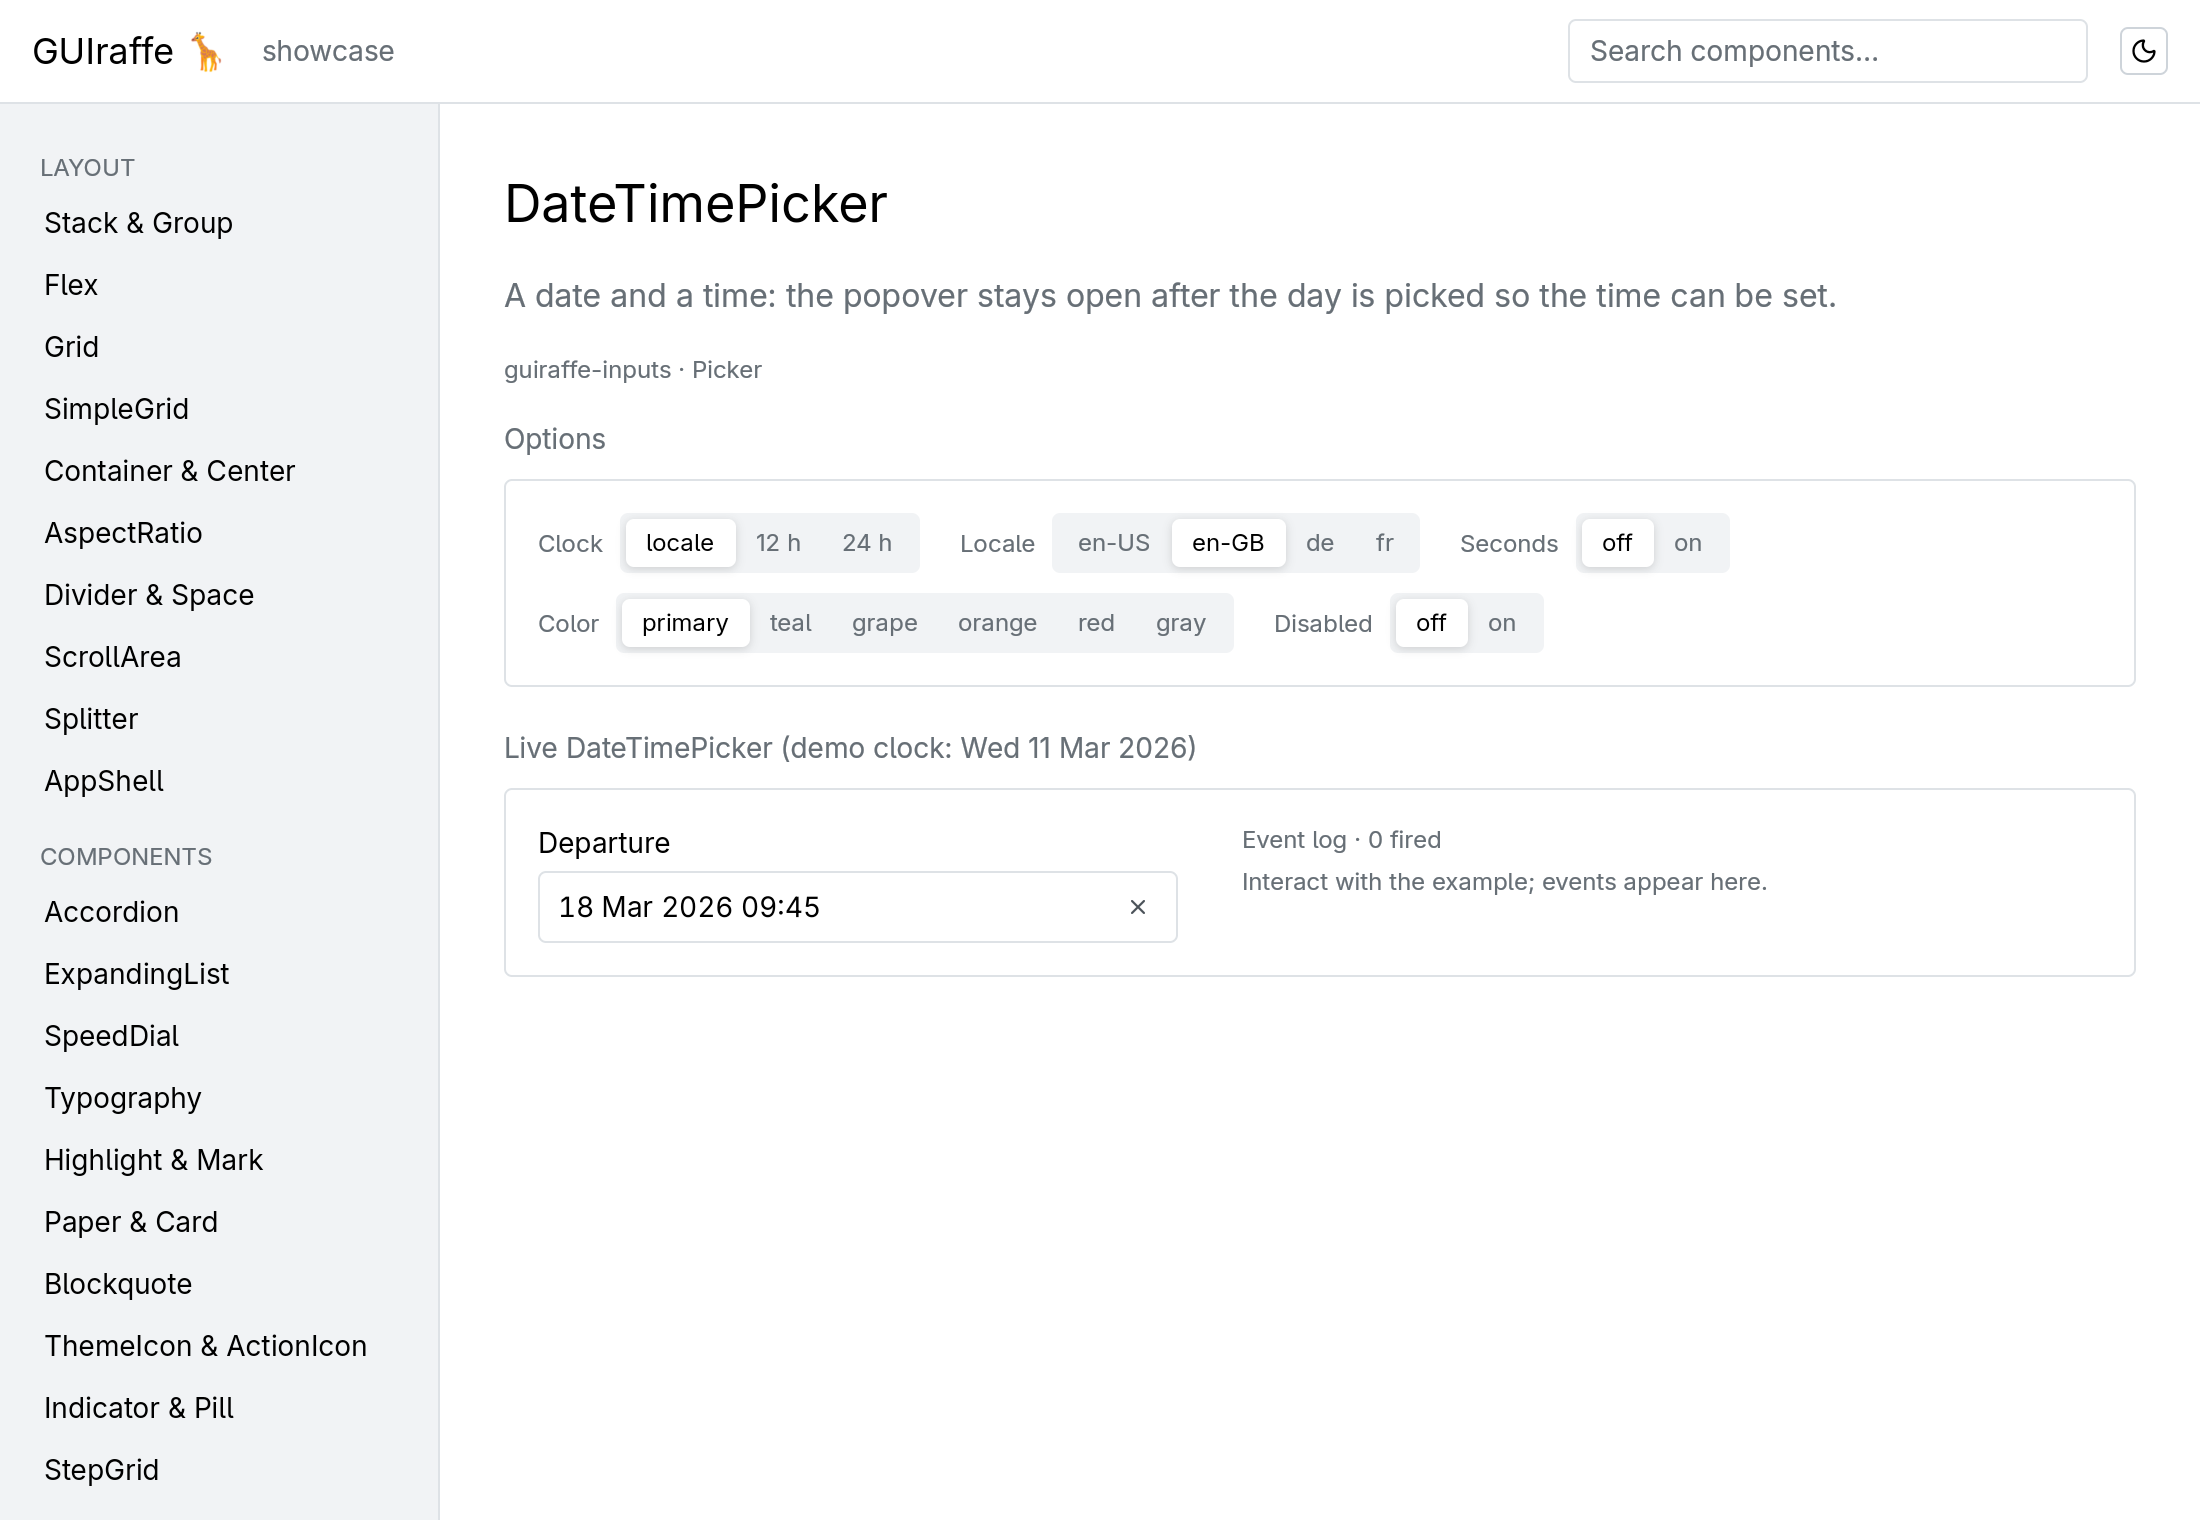 GUIraffe 🦒 showcase
Search components...
LAYOUT
Stack & Group
Flex
Grid
SimpleGrid
Container & Center
AspectRatio
Divider & Space
ScrollArea
Splitter
AppShell
COMPONENTS
Accordion
ExpandingList
SpeedDial
Typography
Highlight & Mark
Paper & Card
Blockquote
ThemeIcon & ActionIcon
Indicator & Pill
StepGrid
DateTimePicker
A date and a time: the popover stays open after the day is picked so the time can be set.
guiraffe-inputs · Picker
Options
Clock locale 12 h 24 h Locale en-US en-GB de fr Seconds off on
Color primary teal grape orange red gray Disabled off on
Live DateTimePicker (demo clock: Wed 11 Mar 2026)
Departure
18 Mar 2026 09:45
Event log · 0 fired
Interact with the example; events appear here.